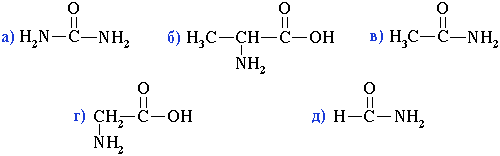 O
O
O
а) H₂N—C—NH₂
б) H₃C—CH—C—OH
в) H₃C—C—NH₂
NH₂
O
O
г) CH₂—C—OH
д) H—C—NH₂
NH₂